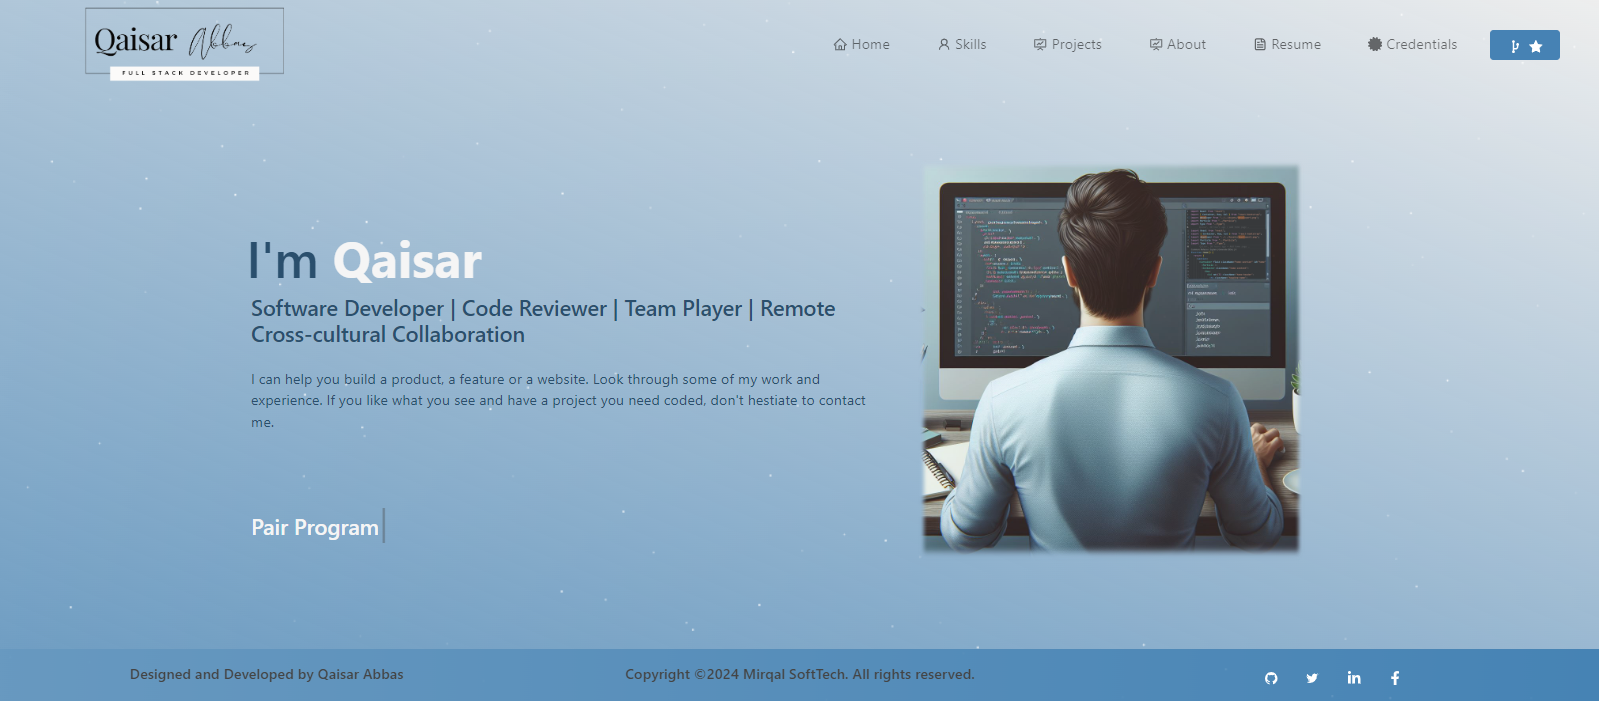 Qaisar Abbas
FULL STACK DEVELOPER
Home
Skills
Projects
About
Resume
Credentials
I'm Qaisar
Software Developer | Code Reviewer | Team Player | Remote
Cross-cultural Collaboration
I can help you build a product, a feature or a website. Look through some of my work and
experience. If you like what you see and have a project you need coded, don't hestiate to contact
me.
Pair Program
Designed and Developed by Qaisar Abbas
Copyright ©2024 Mirqal SoftTech. All rights reserved.